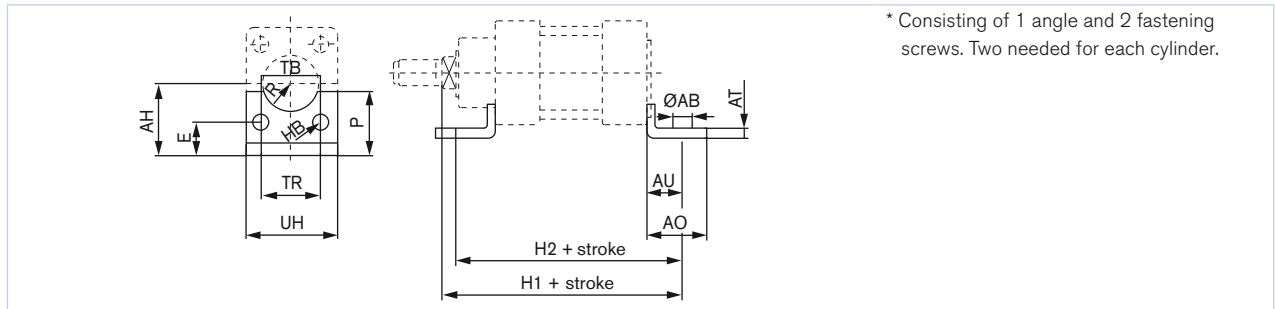 * Consisting of 1 angle and 2 fastening
screws. Two needed for each cylinder.
TB
R
AH
E
HB
P
TR
UH
ØAB
AT
AU
AO
H2 + stroke
H1 + stroke